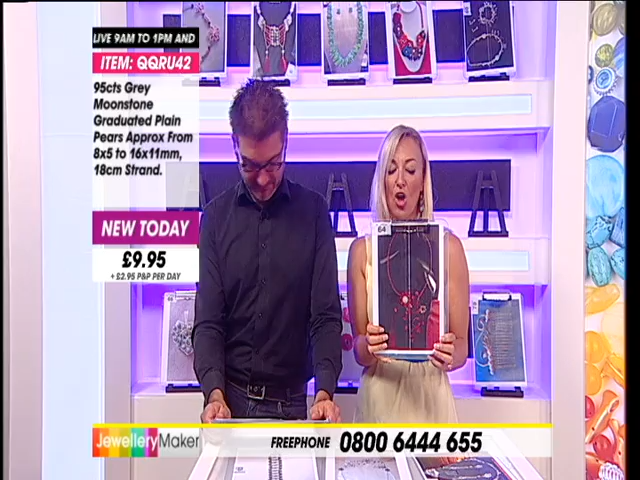 LIVE 9AM TO 1PM AND
ITEM: QQRU42
95cts Grey
Moonstone
Graduated Plain
Pears Approx From
8x5 to 16x11mm,
18cm Strand.
NEW TODAY
£9.95
+ £2.95 P&P PER DAY
64
JewelleryMaker
FREEPHONE 0800 6444 655